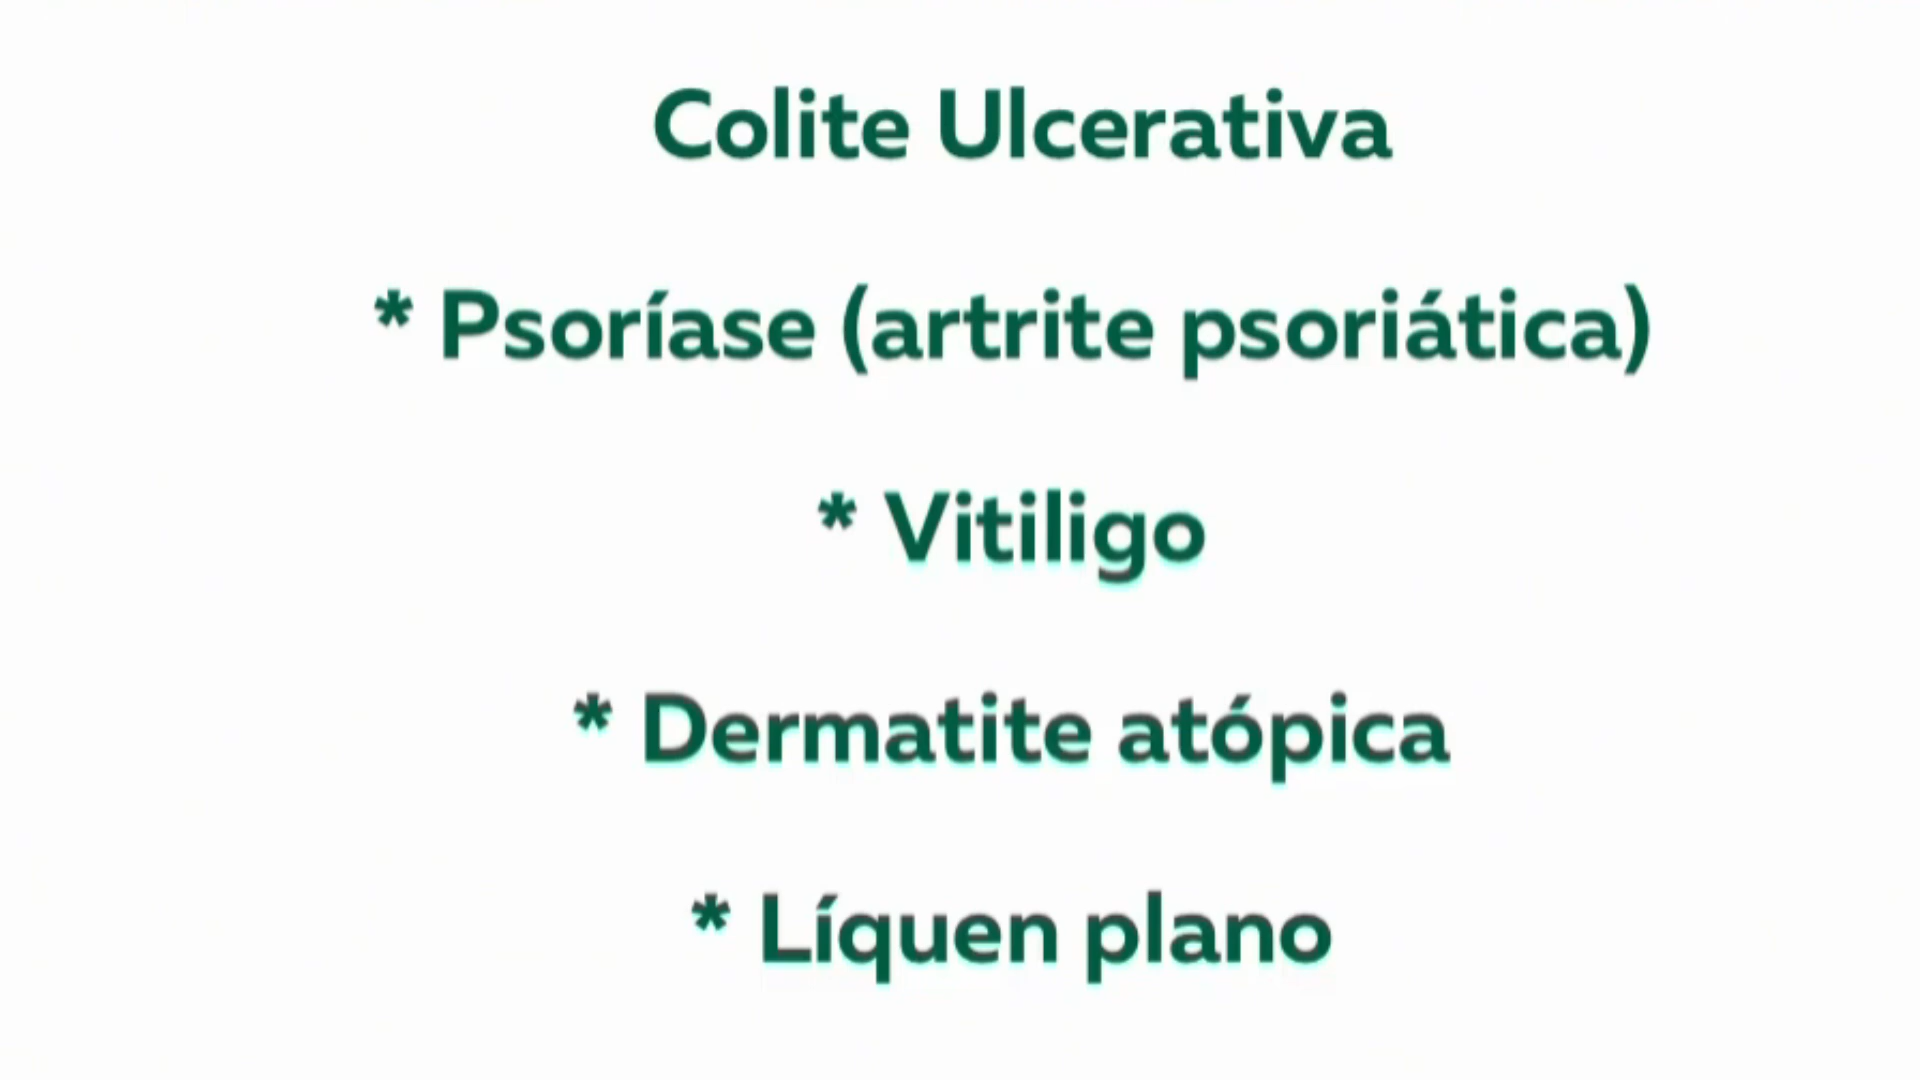 Colite Ulcerativa
* Psoríase (artrite psoriática)
* Vitiligo
* Dermatite atópica
* Líquen plano